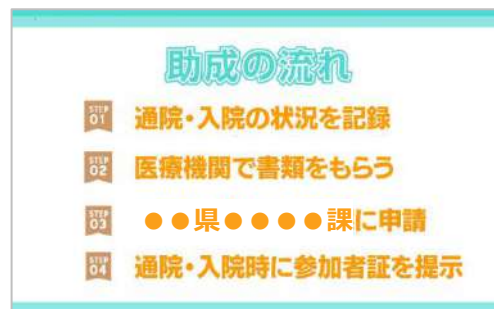 助成の流れ
STEP 01 通院・入院の状況を記録
STEP 02 医療機関で書類をもらう
STEP 03 ●●県●●●●課に申請
STEP 04 通院・入院時に参加者証を提示